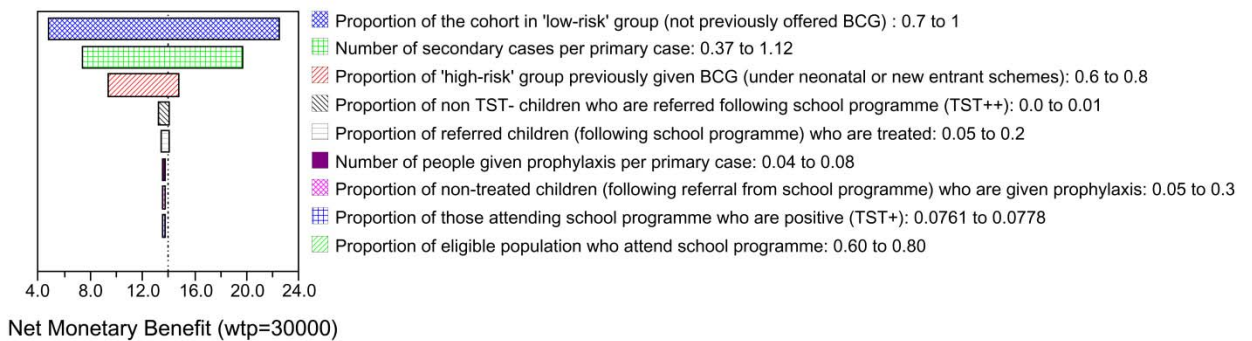 Proportion of the cohort in 'low-risk' group (not previously offered BCG) : 0.7 to 1
Number of secondary cases per primary case: 0.37 to 1.12
Proportion of 'high-risk' group previously given BCG (under neonatal or new entrant schemes): 0.6 to 0.8
Proportion of non TST- children who are referred following school programme (TST++): 0.0 to 0.01
Proportion of referred children (following school programme) who are treated: 0.05 to 0.2
Number of people given prophylaxis per primary case: 0.04 to 0.08
Proportion of non-treated children (following referral from school programme) who are given prophylaxis: 0.05 to 0.3
Proportion of those attending school programme who are positive (TST+): 0.0761 to 0.0778
Proportion of eligible population who attend school programme: 0.60 to 0.80
4.0 8.0 12.0 16.0 20.0 24.0
Net Monetary Benefit (wtp=30000)